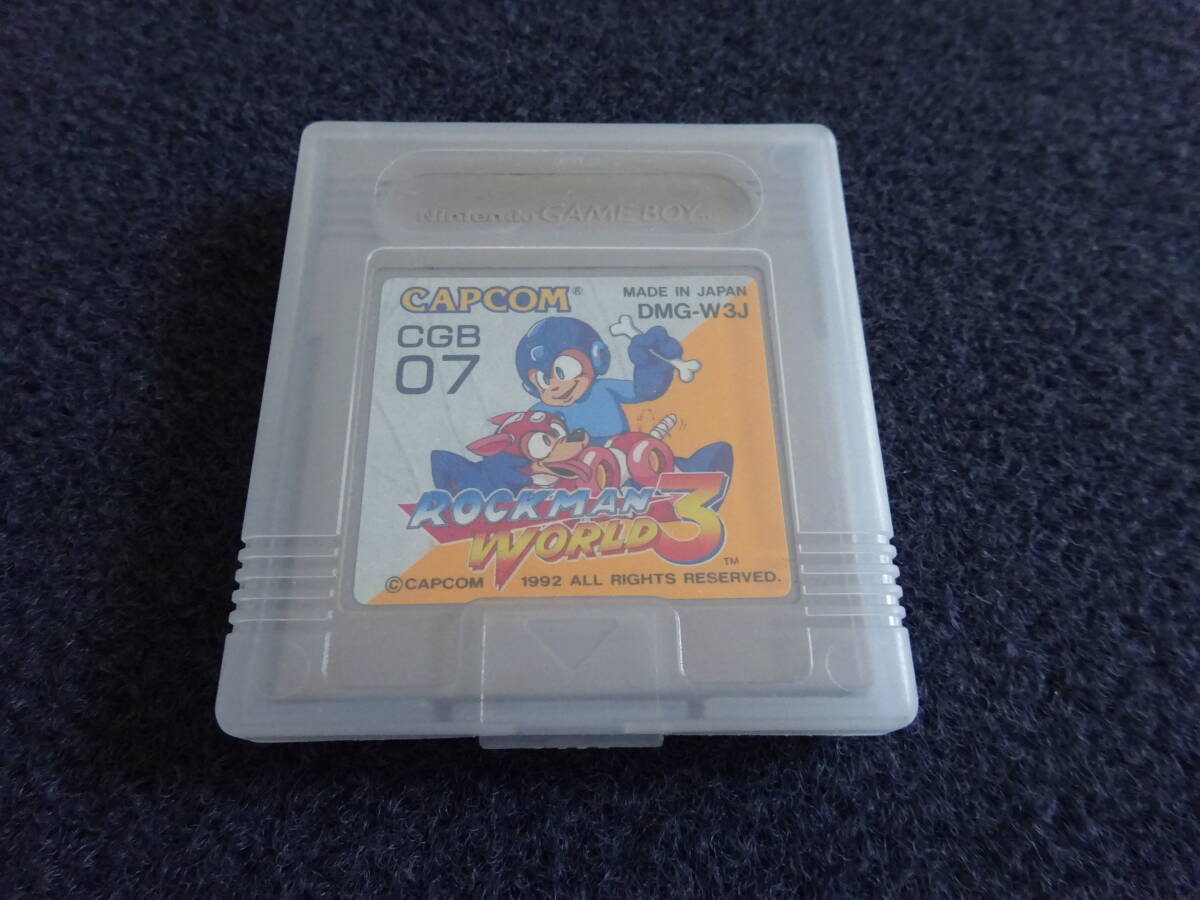 Nintendo GAME BOY TM
CAPCOM®
MADE IN JAPAN
DMG-W3J
CGB
07
ROCKMAN
WORLD 3
TM
©CAPCOM 1992 ALL RIGHTS RESERVED.